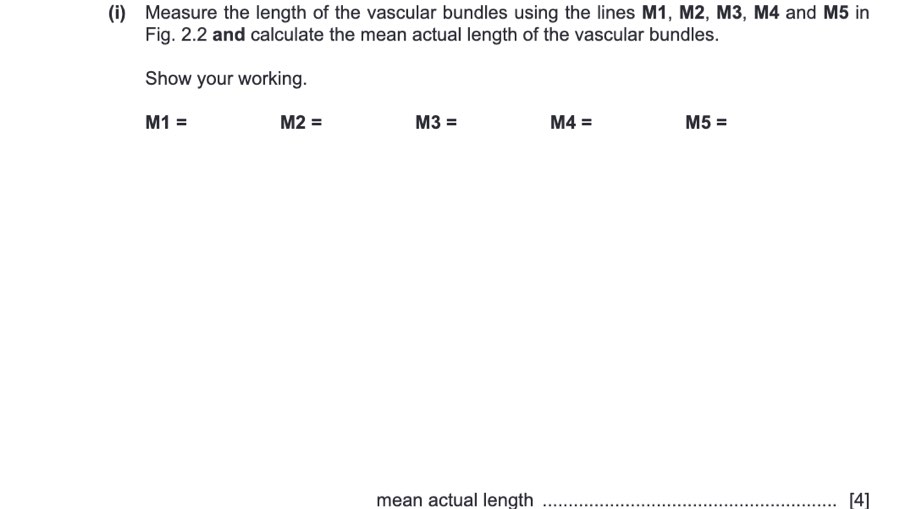 (i) Measure the length of the vascular bundles using the lines M1, M2, M3, M4 and M5 in
Fig. 2.2 and calculate the mean actual length of the vascular bundles.
Show your working.
M1 = M2 = M3 = M4 = M5 =
mean actual length ......................................................... [4]